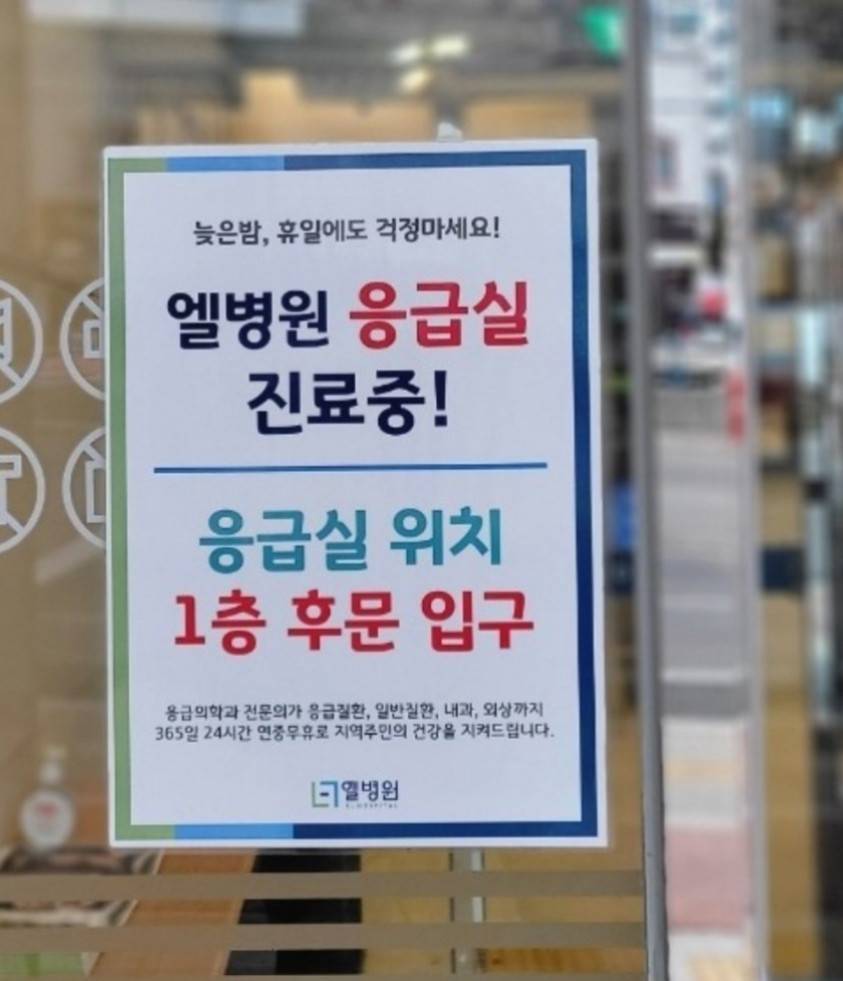 늦은밤, 휴일에도 걱정마세요!
엘병원 응급실
진료중!
응급실 위치
1층 후문 입구
응급의학과 전문의가 응급질환, 일반질환, 내과, 외상까지
365일 24시간 연중무휴로 지역주민의 건강을 지켜드립니다.
엘병원